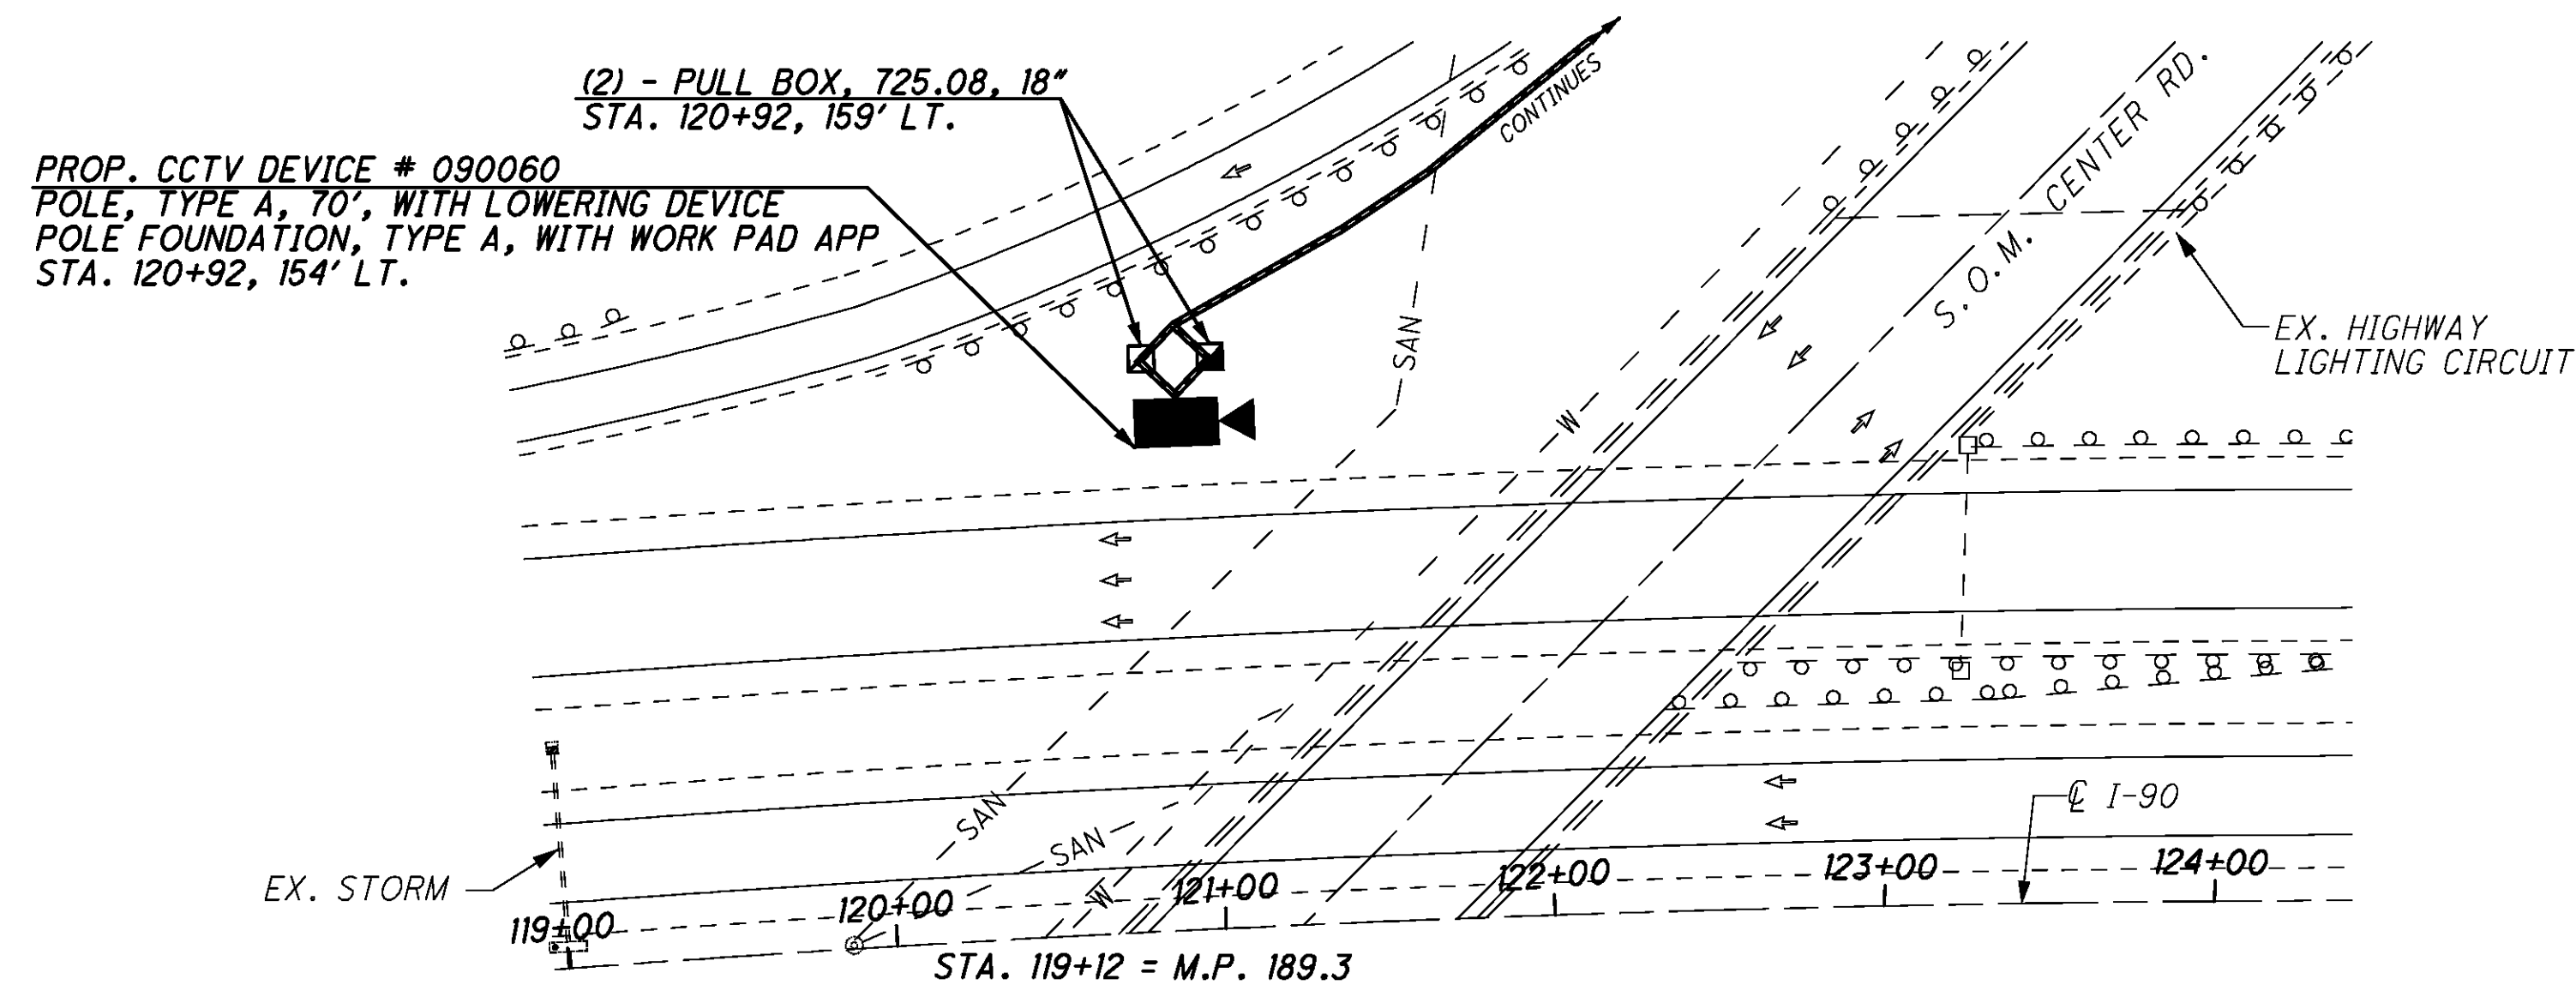 (2) - PULL BOX, 725.08, 18"
STA. 120+92, 159' LT.
PROP. CCTV DEVICE # 090060
POLE, TYPE A, 70', WITH LOWERING DEVICE
POLE FOUNDATION, TYPE A, WITH WORK PAD APP
STA. 120+92, 154' LT.
CONTINUES
S.O.M. CENTER RD.
EX. HIGHWAY
LIGHTING CIRCUIT
SAN
W
SAN
SAN
W
℄ I-90
EX. STORM
119+00
120+00
121+00
122+00
123+00
124+00
STA. 119+12 = M.P. 189.3